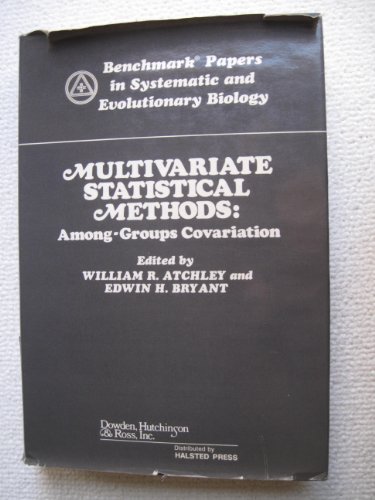 Benchmark® Papers
in Systematic and
Evolutionary Biology
MULTIVARIATE
STATISTICAL
METHODS:
Among-Groups Covariation
Edited by
WILLIAM R. ATCHLEY and
EDWIN H. BRYANT
Dowden, Hutchinson
& Ross, Inc.
Distributed by
HALSTED PRESS